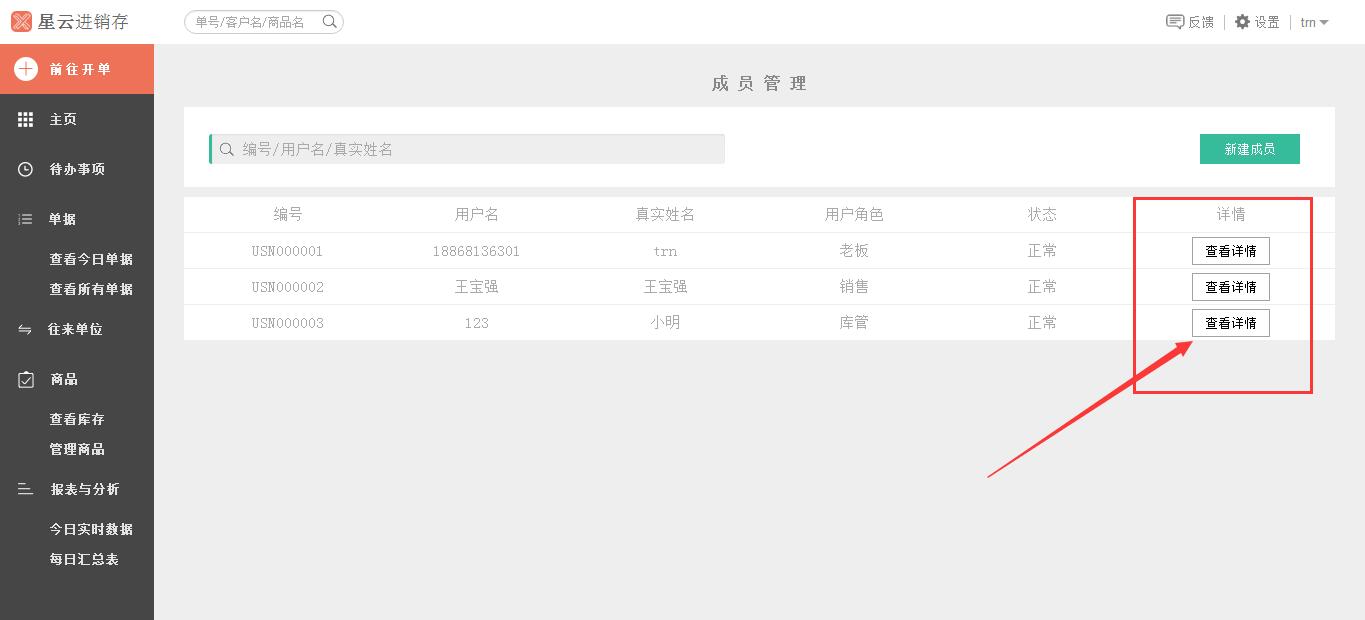 星云进销存 单号/客户名/商品名 反馈 设置 trn
前往开单
主页
待办事项
单据
查看今日单据
查看所有单据
往来单位
商品
查看库存
管理商品
报表与分析
今日实时数据
每日汇总表
成员管理
编号/用户名/真实姓名 新建成员
编号 用户名 真实姓名 用户角色 状态 详情
USN000001 18868136301 trn 老板 正常 查看详情
USN000002 王宝强 王宝强 销售 正常 查看详情
USN000003 123 小明 库管 正常 查看详情